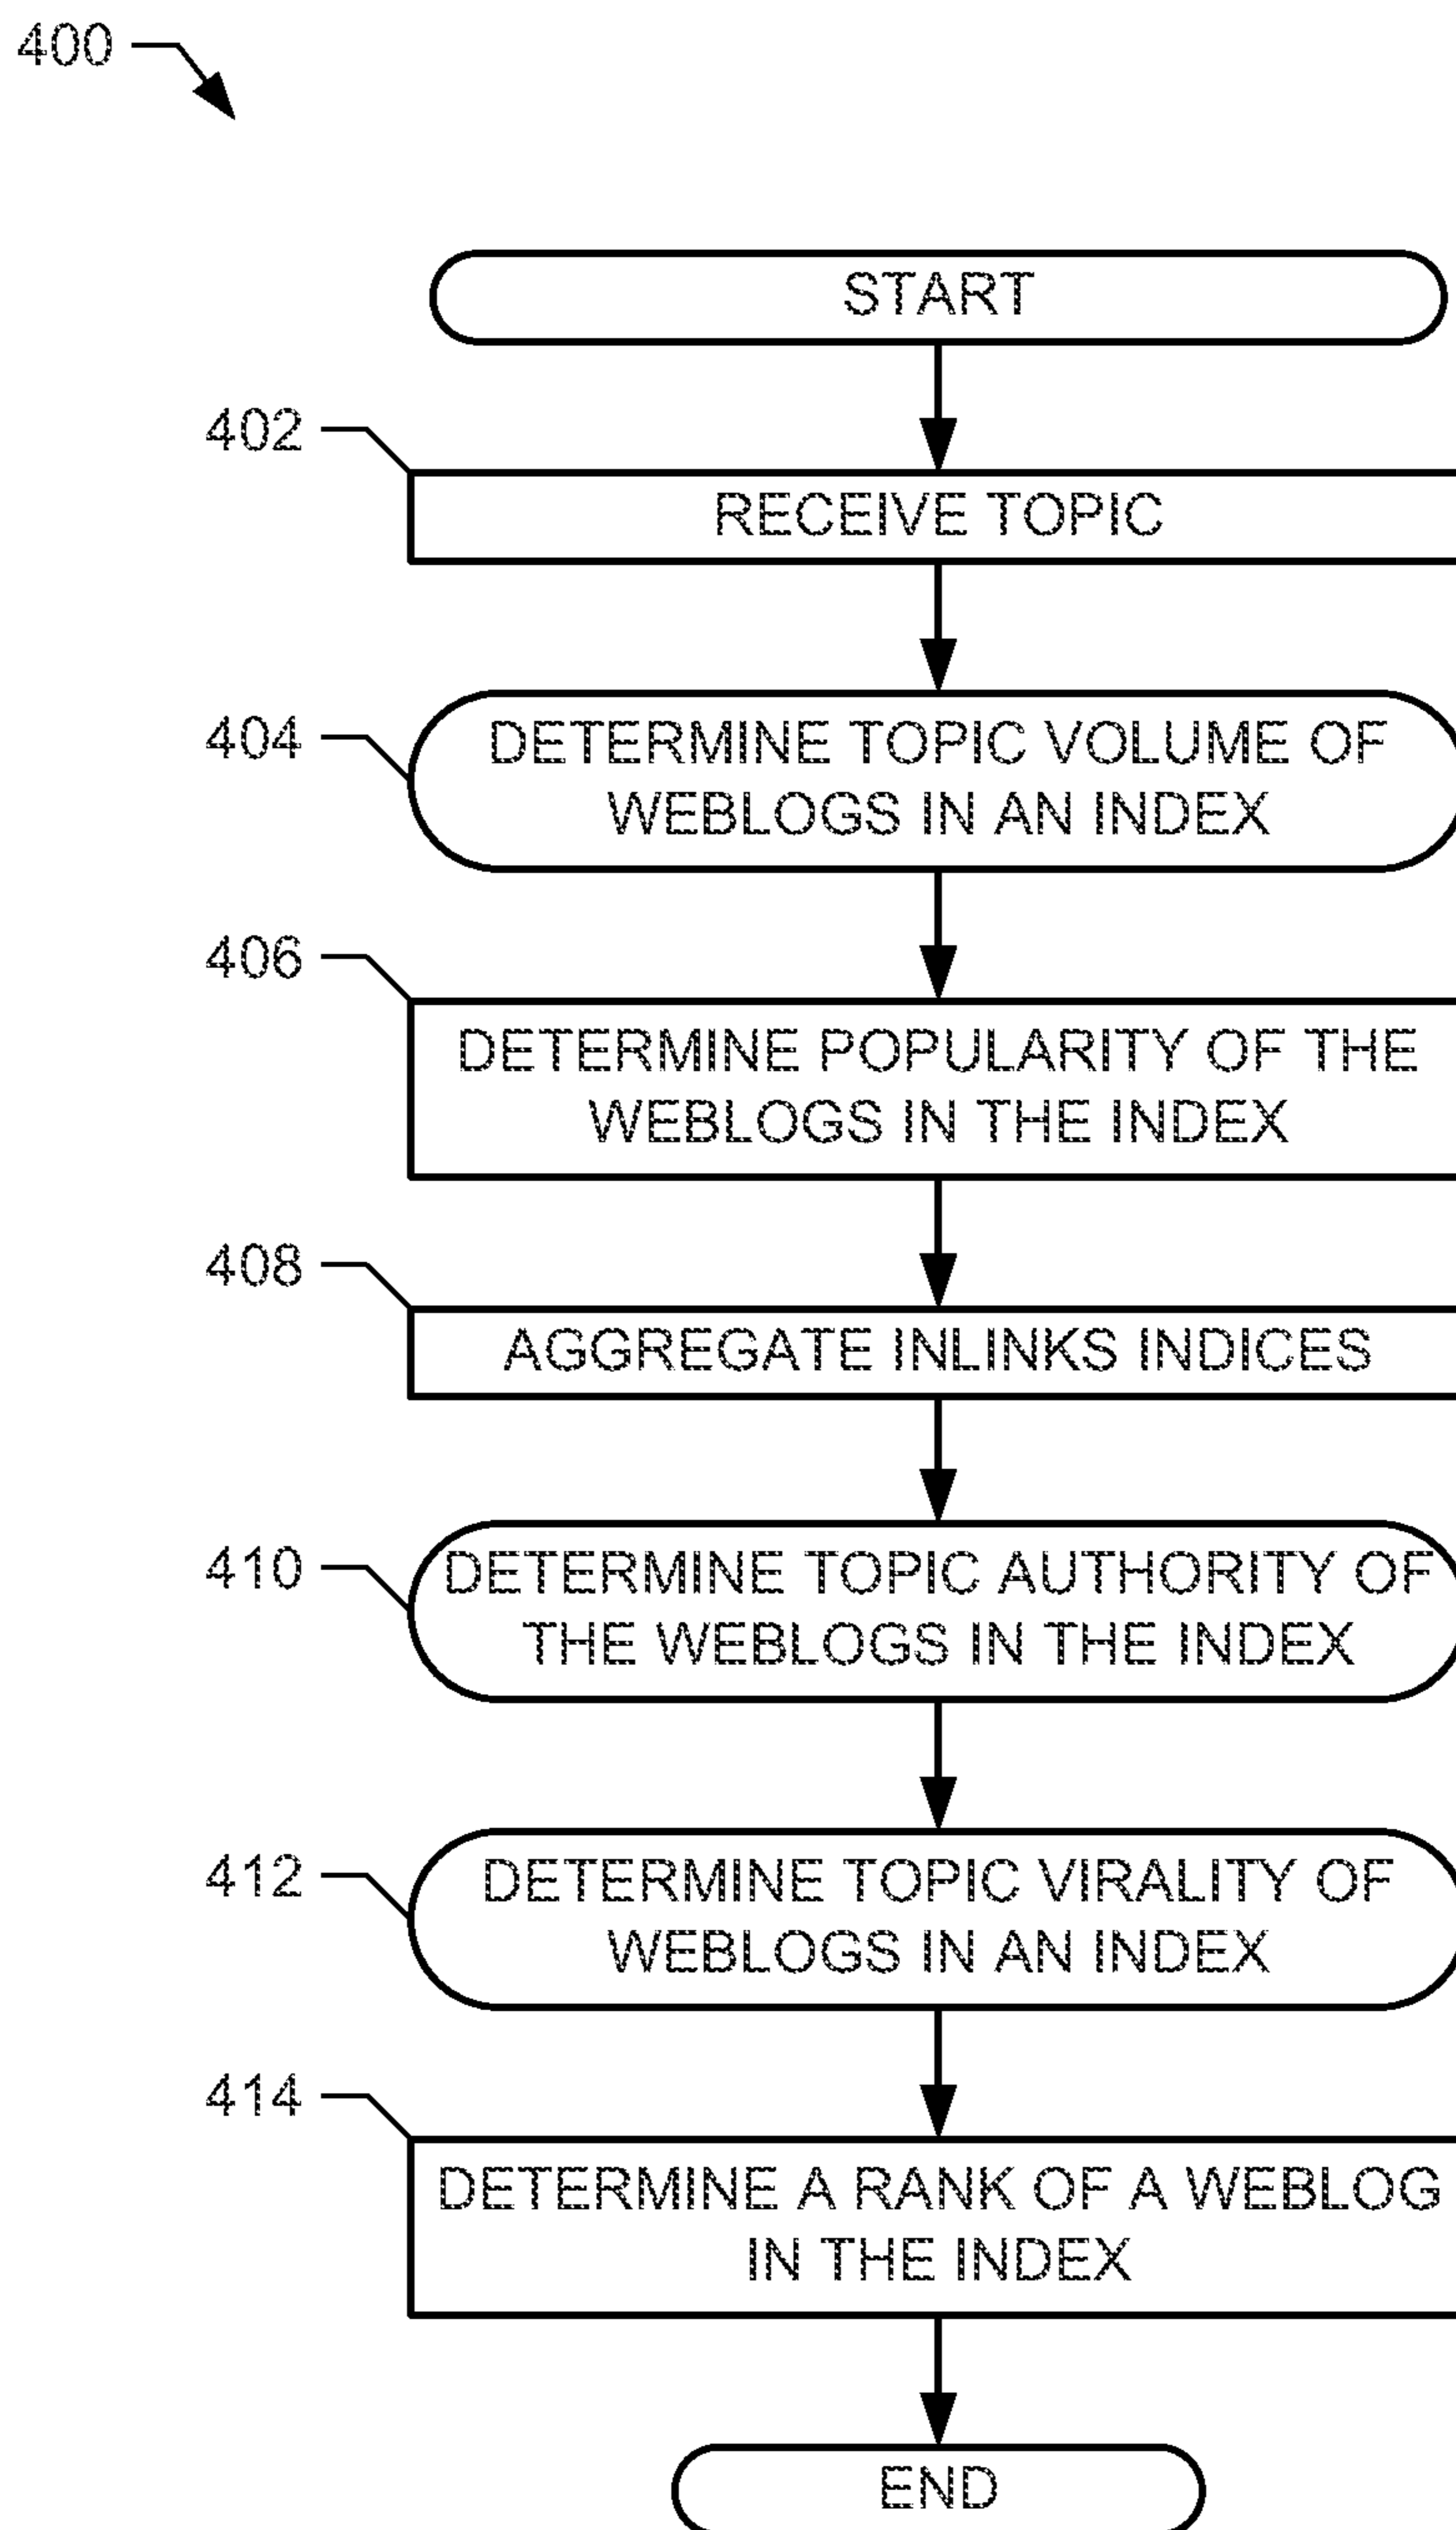 400
START
402
RECEIVE TOPIC
404
DETERMINE TOPIC VOLUME OF
WEBLOGS IN AN INDEX
406
DETERMINE POPULARITY OF THE
WEBLOGS IN THE INDEX
408
AGGREGATE INLINKS INDICES
410
DETERMINE TOPIC AUTHORITY OF
THE WEBLOGS IN THE INDEX
412
DETERMINE TOPIC VIRALITY OF
WEBLOGS IN AN INDEX
414
DETERMINE A RANK OF A WEBLOG
IN THE INDEX
END